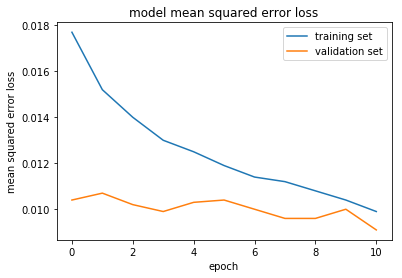 model mean squared error loss
training set
validation set
mean squared error loss
0.018
0.016
0.014
0.012
0.010
0 2 4 6 8 10
epoch